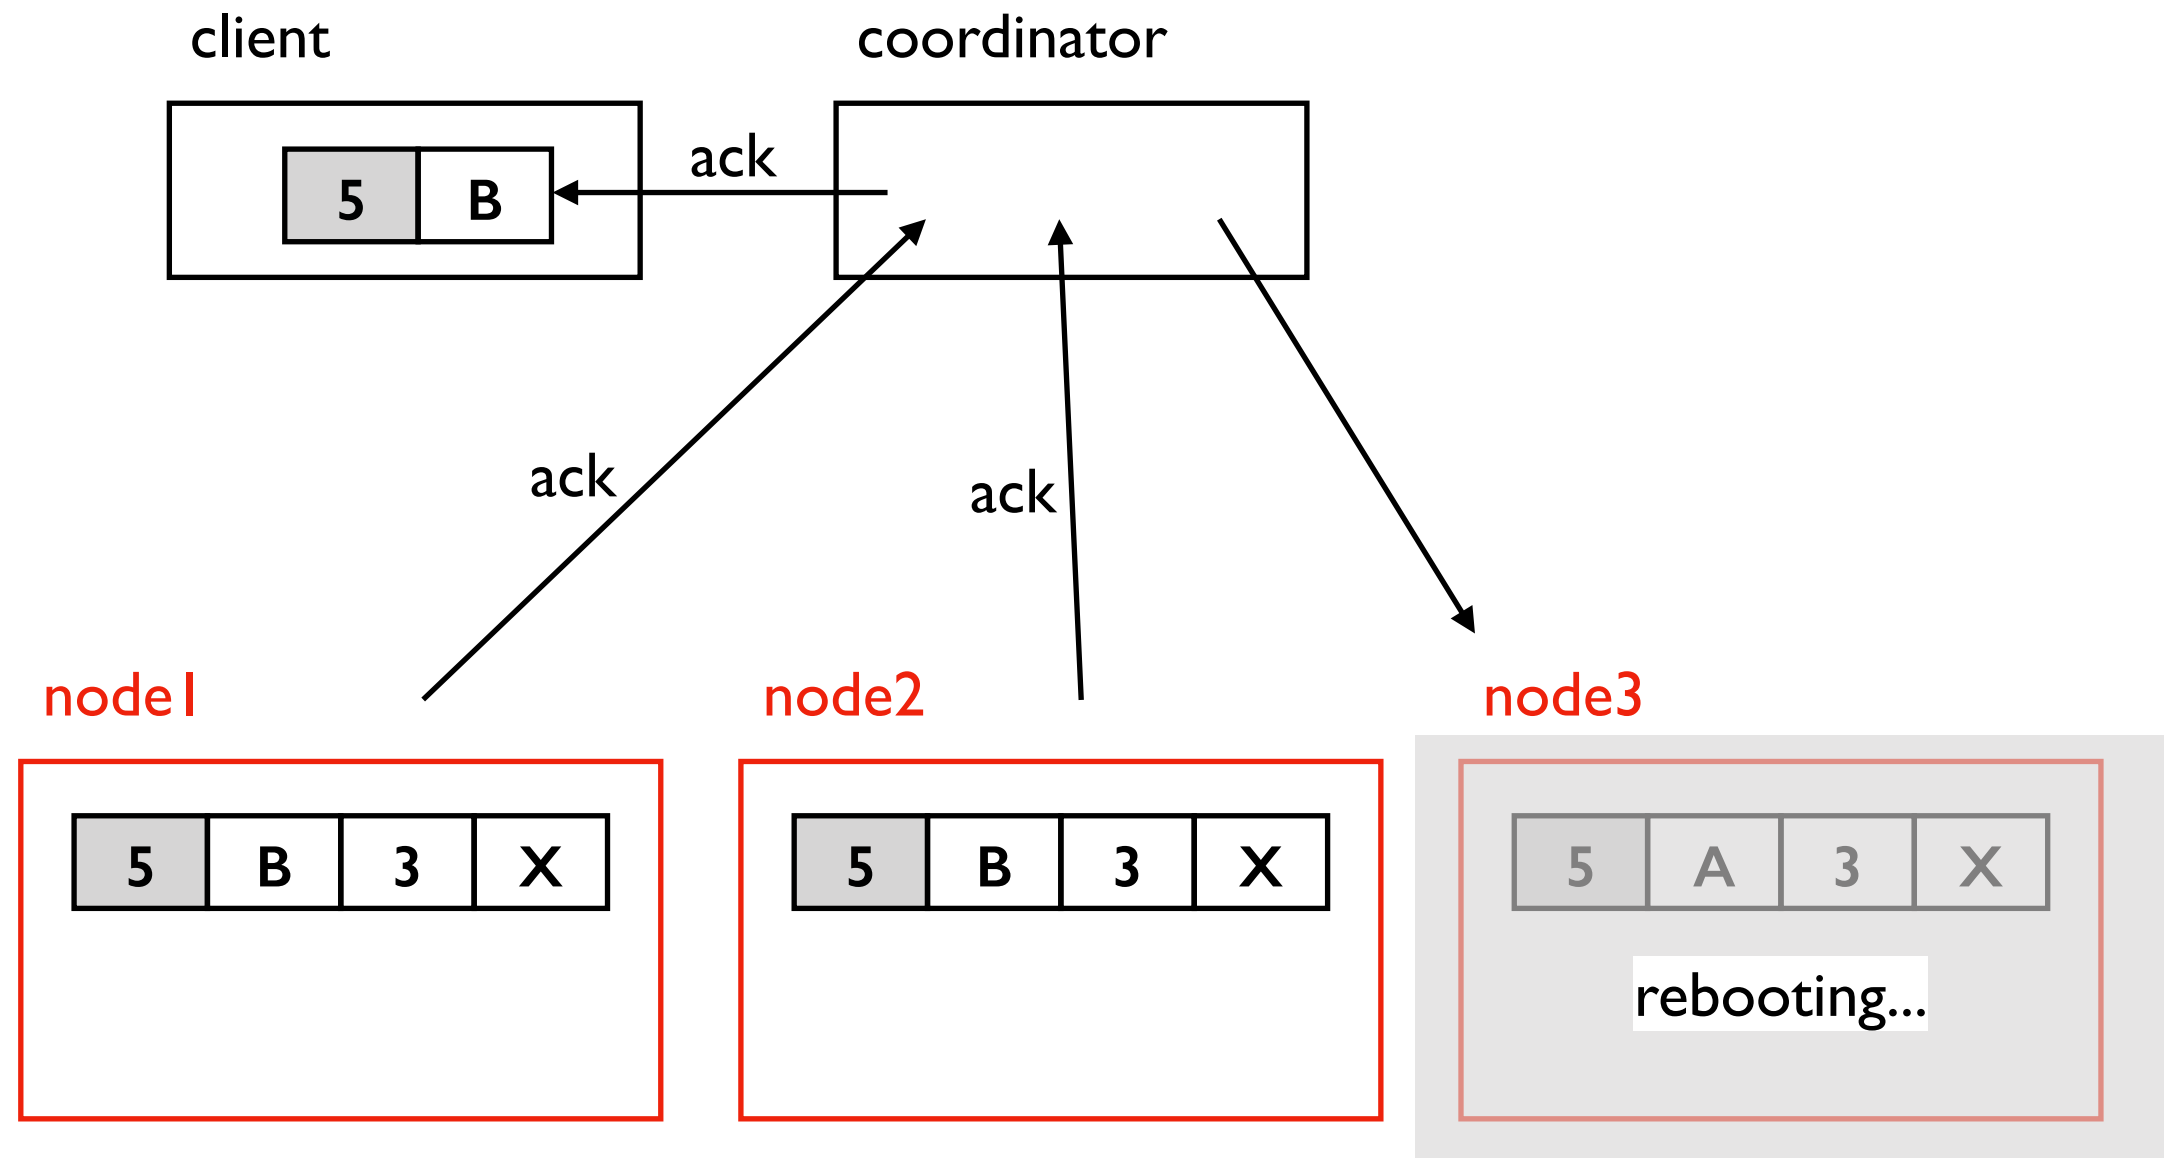 client
coordinator
5 B
ack
ack
ack
node1
node2
node3
5 B 3 X
5 B 3 X
5 A 3 X
rebooting...